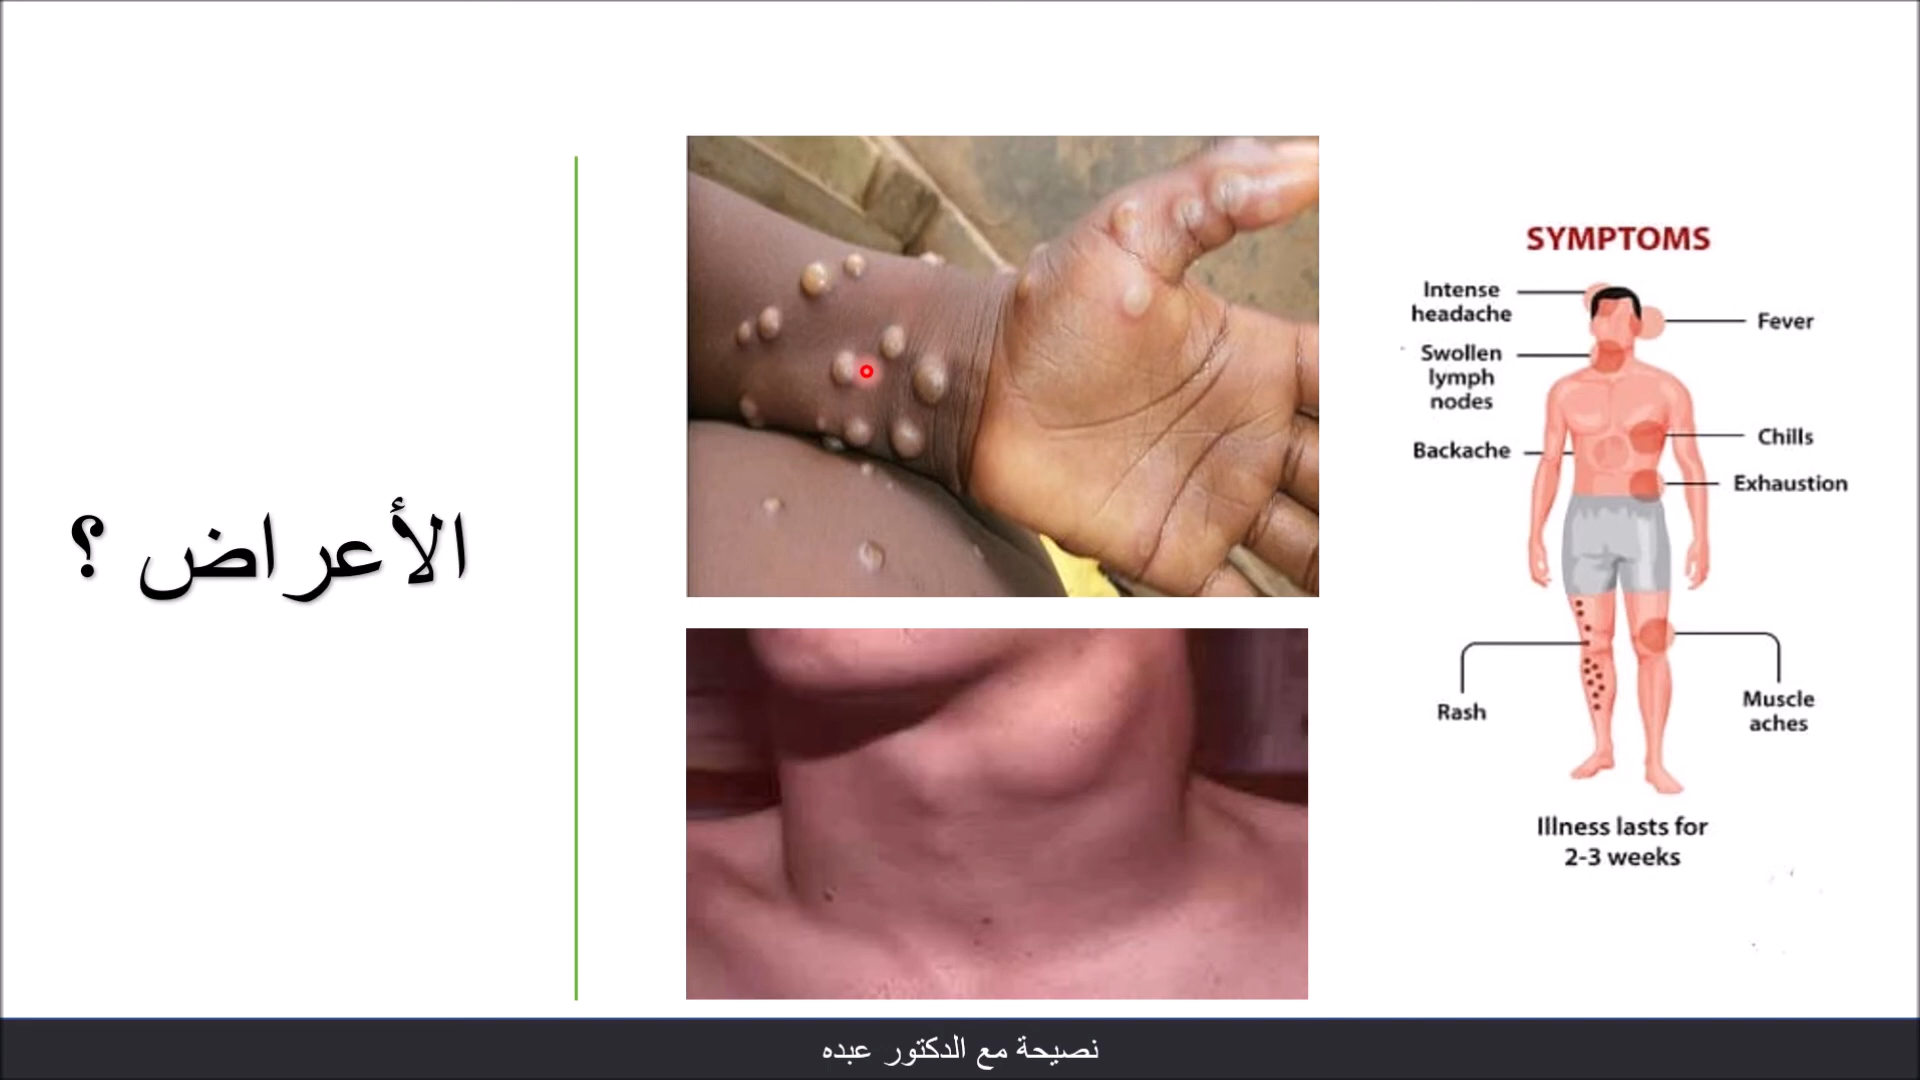 الأعراض ؟
SYMPTOMS
Intense
headache
Fever
Swollen
lymph
nodes
Chills
Backache
Exhaustion
Rash
Muscle
aches
Illness lasts for
2-3 weeks
نصيحة مع الدكتور عبده